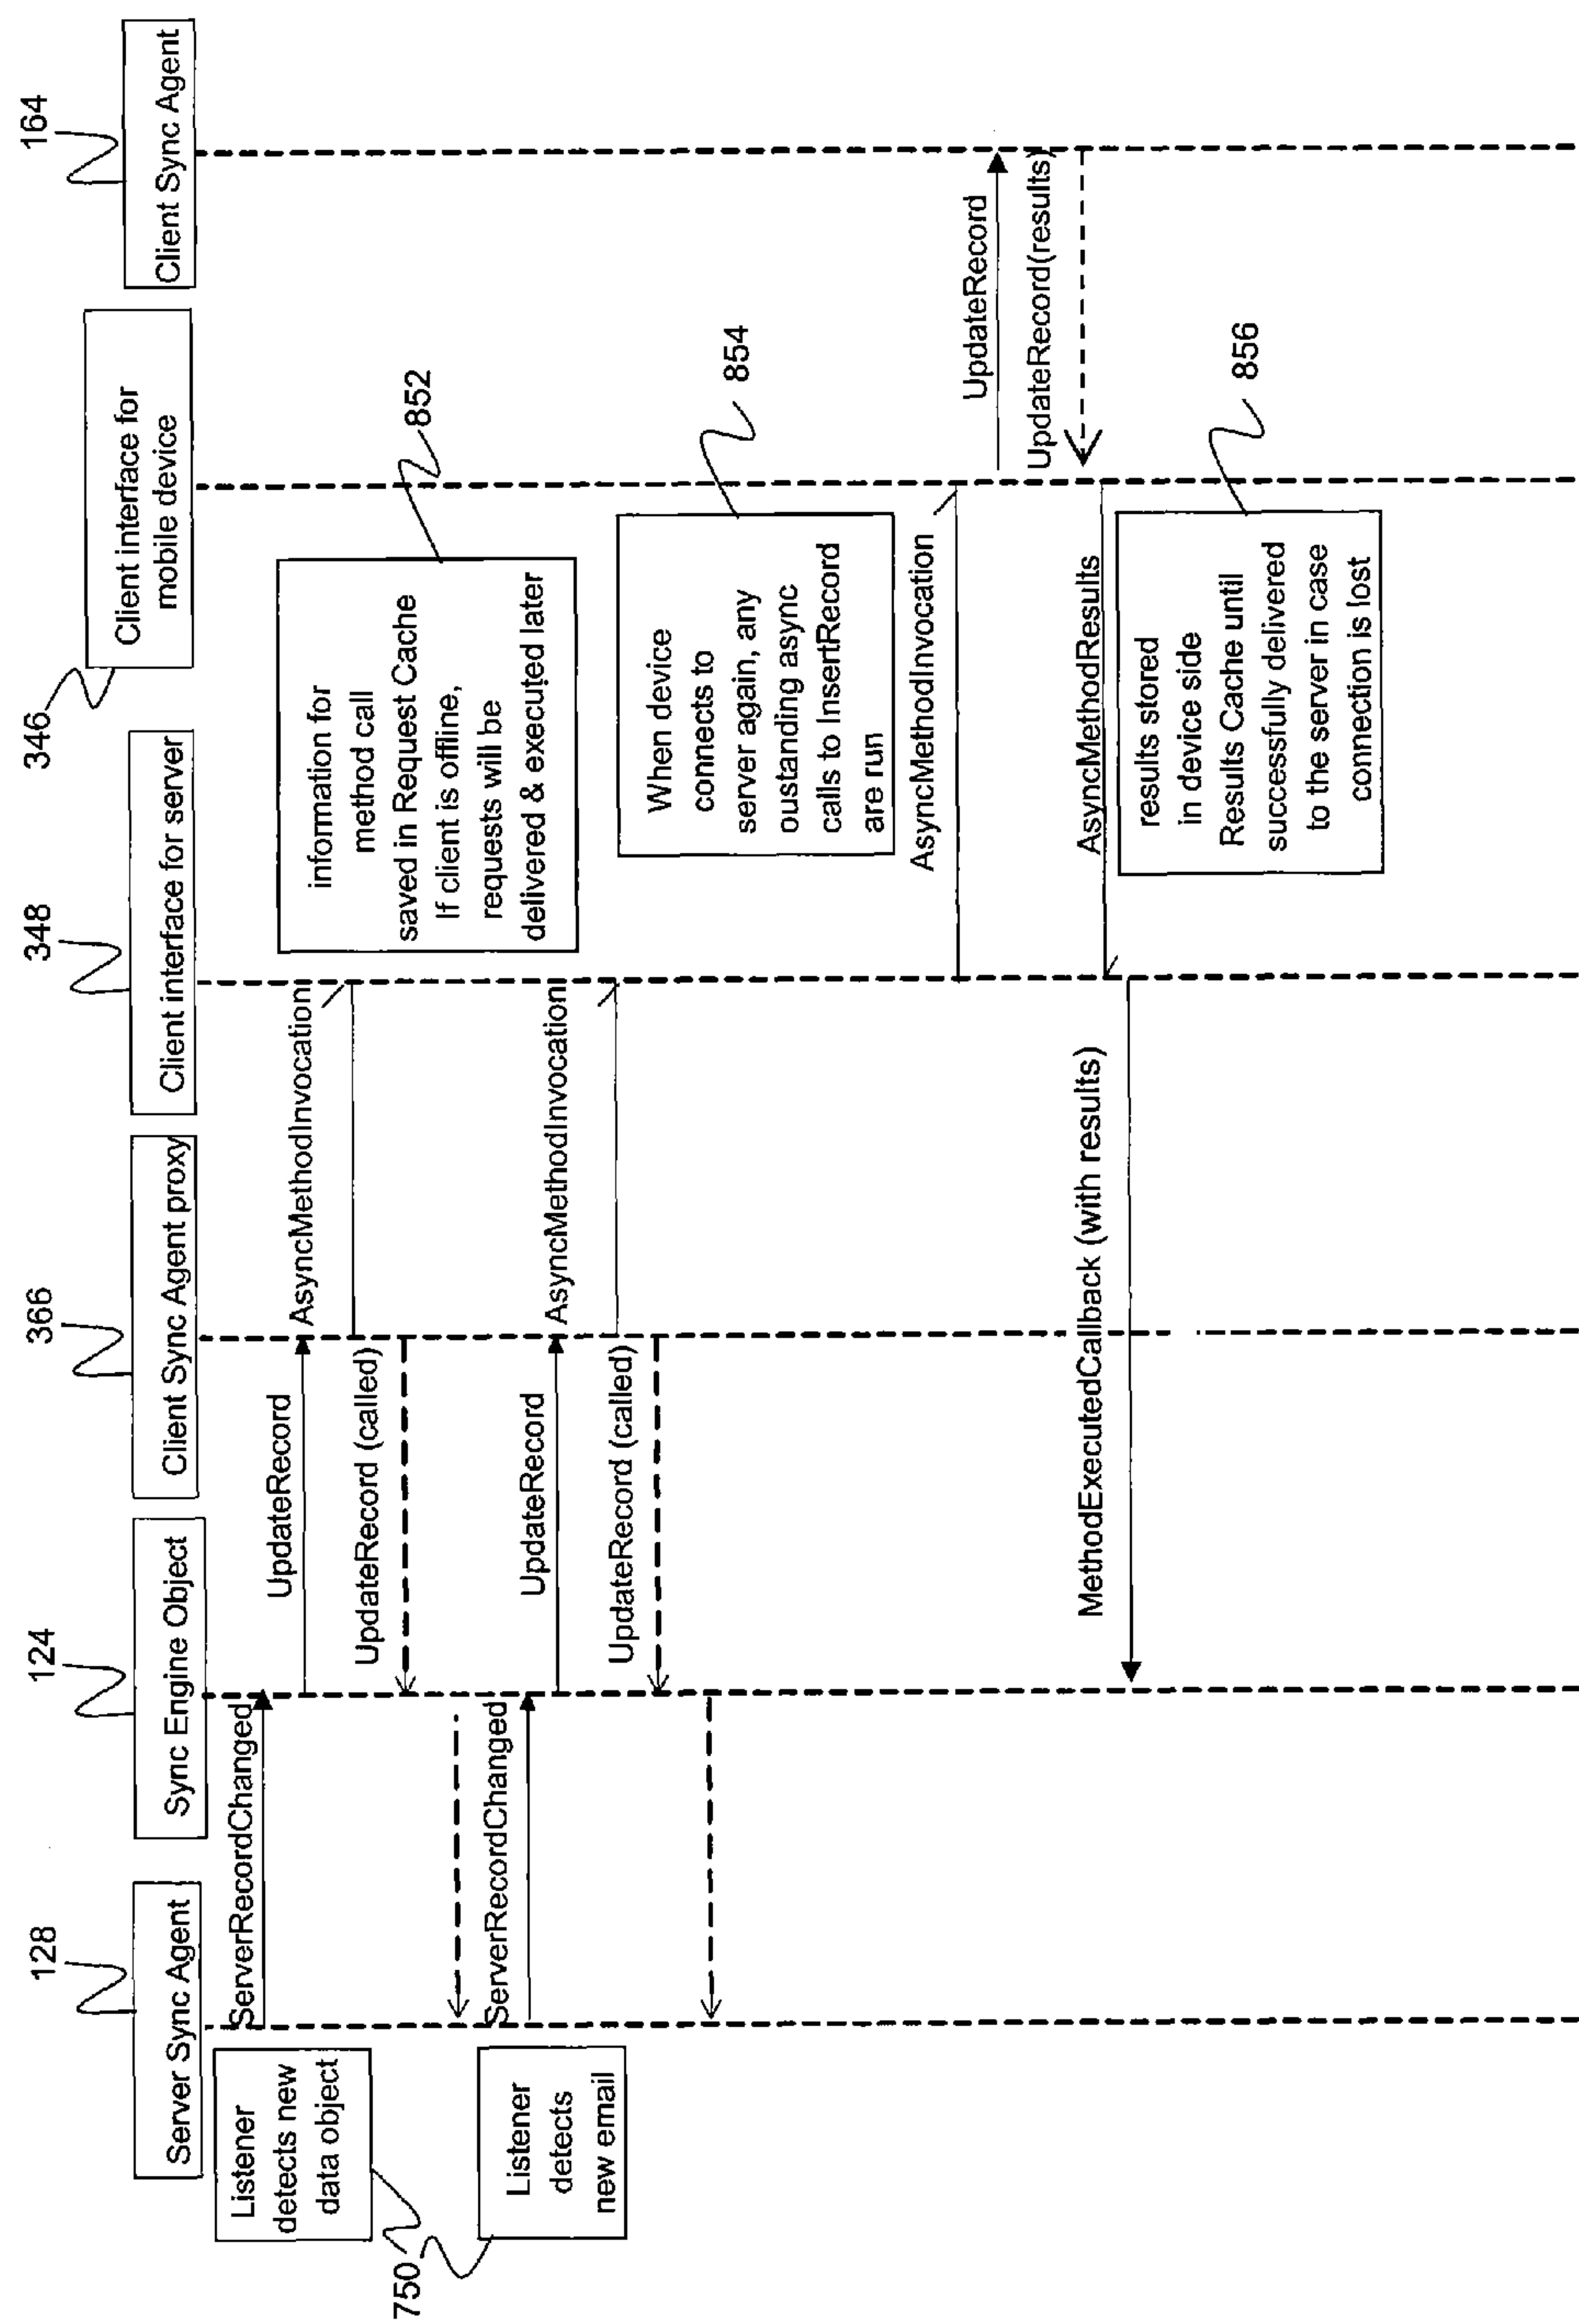 128
124
366
348
346
164
Server Sync Agent
Sync Engine Object
Client Sync Agent proxy
Client interface for server
Client interface for
mobile device
Client Sync Agent
Listener
detects new
data object
750
ServerRecordChanged
UpdateRecord
AsyncMethodInvocation
UpdateRecord (called)
information for
method call
saved in Request Cache
If client is offline,
requests will be
delivered & executed later
852
Listener
detects
new email
ServerRecordChanged
UpdateRecord
AsyncMethodInvocation
UpdateRecord (called)
When device
connects to
server again, any
oustanding async
calls to InsertRecord
are run
854
AsyncMethodInvocation
UpdateRecord
UpdateRecord(results)
AsyncMethodResults
MethodExecutedCallback (with results)
results stored
in device side
Results Cache until
successfully delivered
to the server in case
connection is lost
856